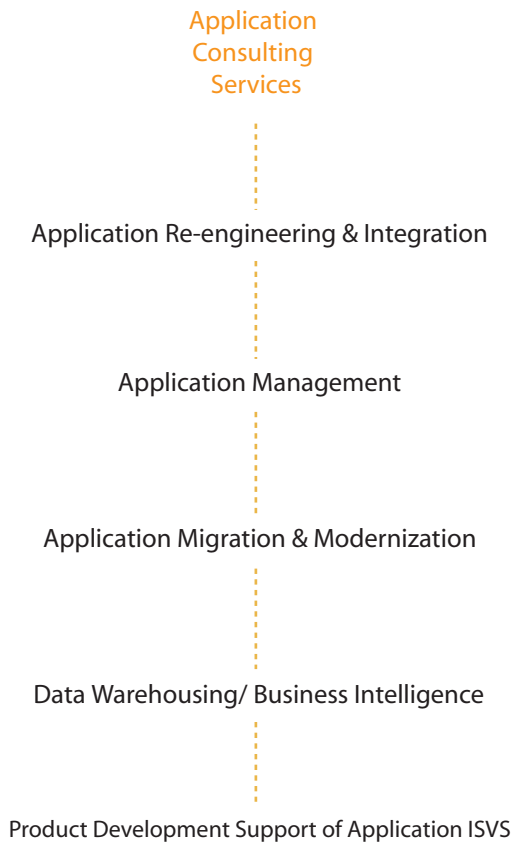 Application
Consulting
Services
Application Re-engineering & Integration
Application Management
Application Migration & Modernization
Data Warehousing/ Business Intelligence
Product Development Support of Application ISVS